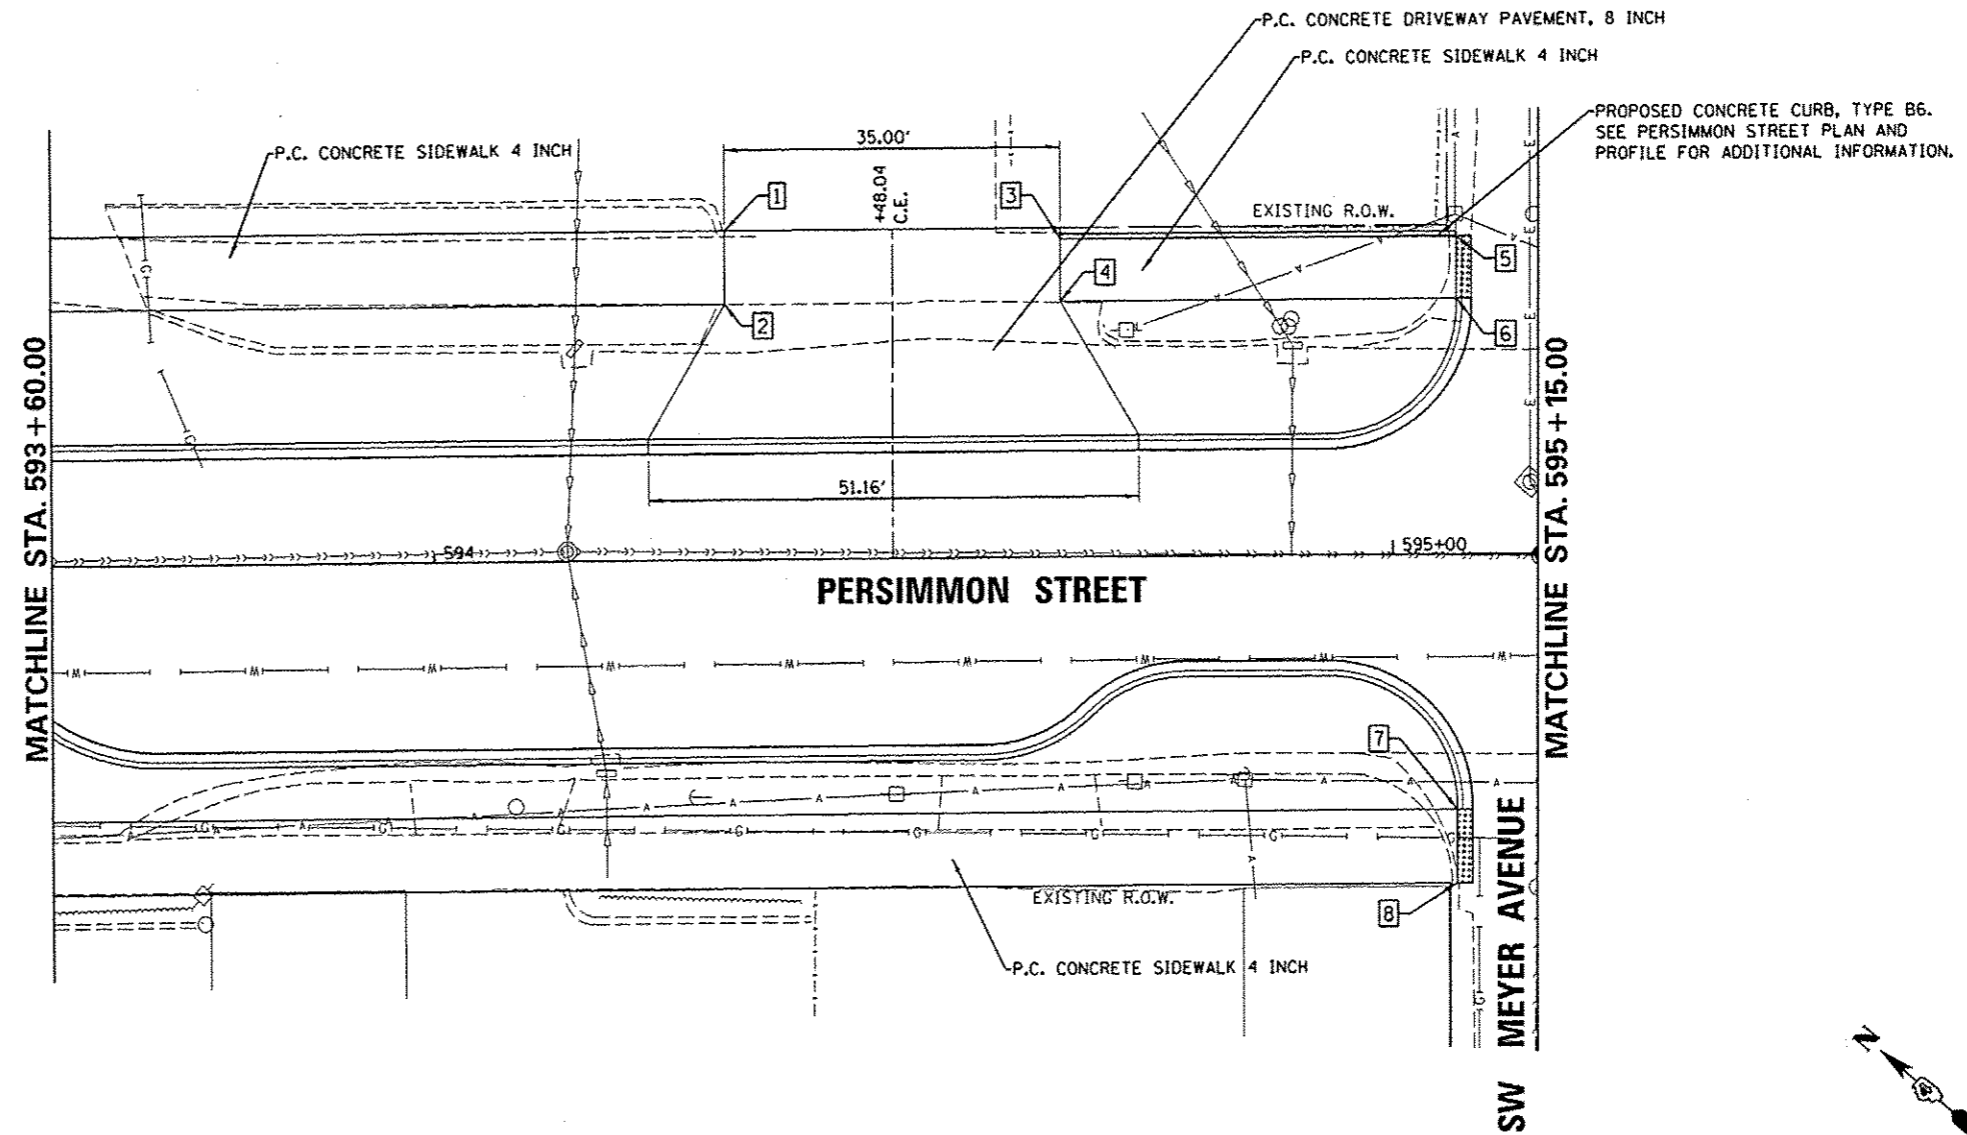 P.C. CONCRETE DRIVEWAY PAVEMENT, 8 INCH
P.C. CONCRETE SIDEWALK 4 INCH
PROPOSED CONCRETE CURB, TYPE B6.
SEE PERSIMMON STREET PLAN AND
PROFILE FOR ADDITIONAL INFORMATION.
P.C. CONCRETE SIDEWALK 4 INCH
35.00'
+48.04
C.E.
1
3
EXISTING R.O.W.
5
4
2
6
MATCHLINE STA. 593+60.00
MATCHLINE STA. 595+15.00
51.16'
594
595+00
PERSIMMON STREET
7
8
EXISTING R.O.W.
P.C. CONCRETE SIDEWALK 4 INCH
SW MEYER AVENUE
N